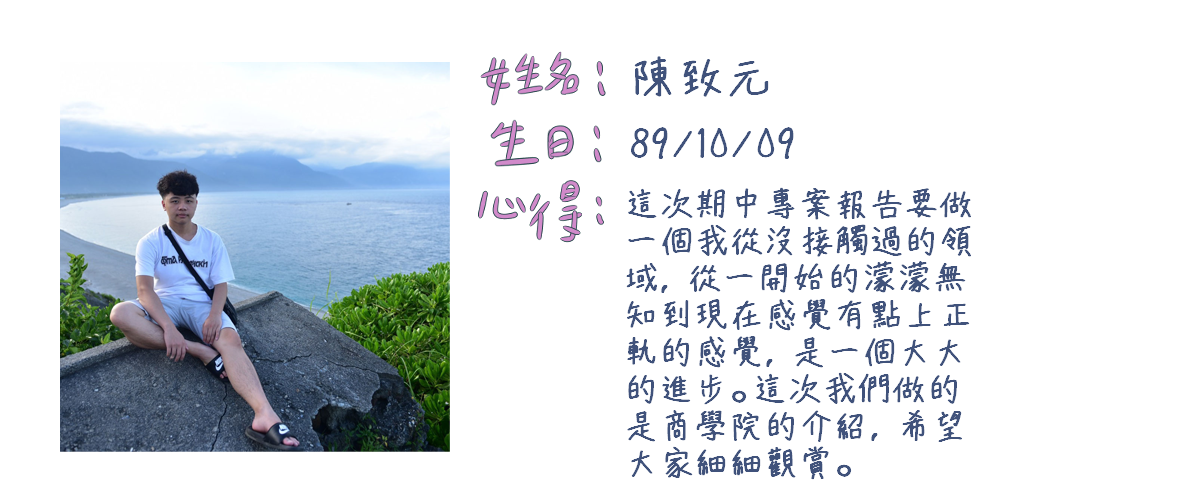 姓名：陳致元
生日：89/10/09
心得：這次期中專案報告要做
一個我從沒接觸過的領
域，從一開始的濛濛無
知到現在感覺有點上正
軌的感覺，是一個大大
的進步。這次我們做的
是商學院的介紹，希望
大家細細觀賞。